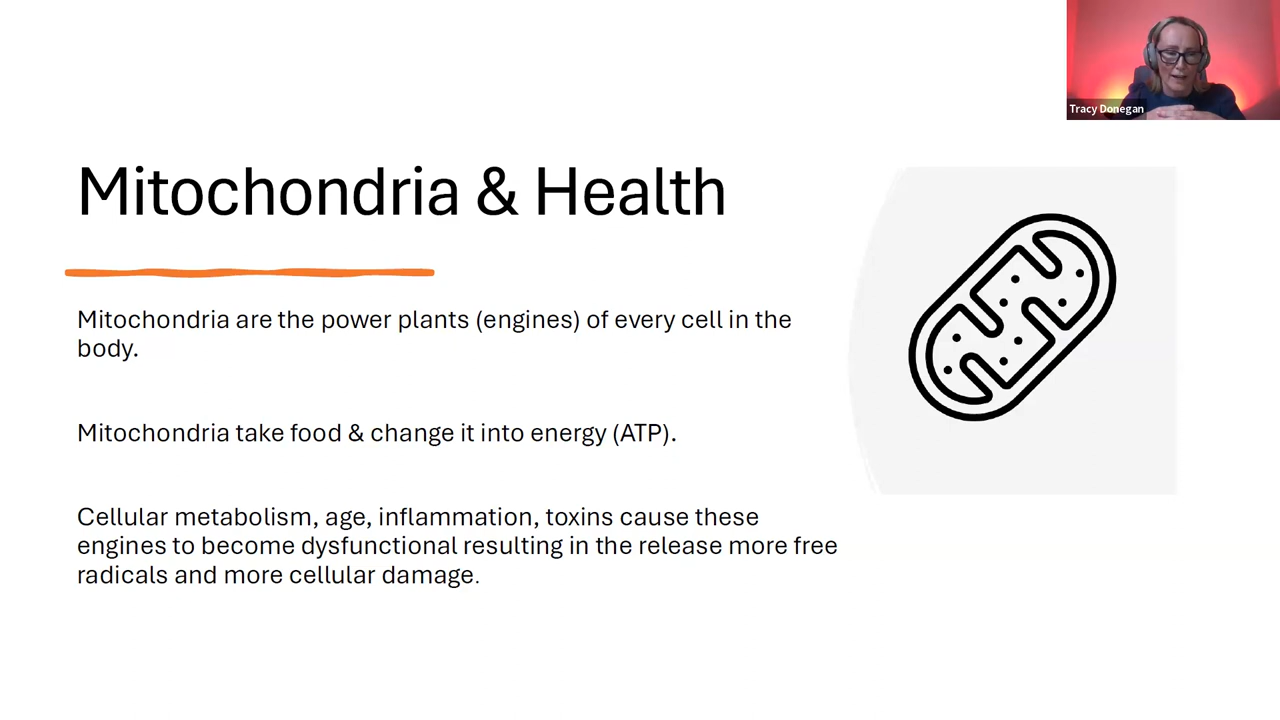 Tracy Donegan
Mitochondria & Health
Mitochondria are the power plants (engines) of every cell in the
body.
Mitochondria take food & change it into energy (ATP).
Cellular metabolism, age, inflammation, toxins cause these
engines to become dysfunctional resulting in the release more free
radicals and more cellular damage.